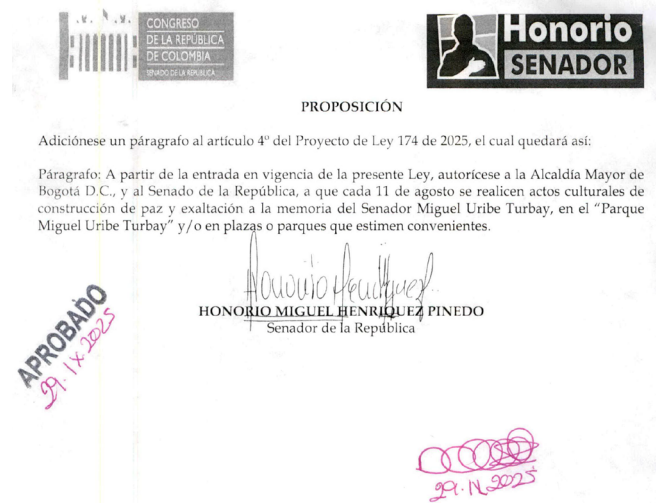 CONGRESO
DE LA REPÚBLICA
DE COLOMBIA
SENADO DE LA REPÚBLICA
Honorio
SENADOR
PROPOSICIÓN
Adiciónese un páragrafo al artículo 4º del Proyecto de Ley 174 de 2025, el cual quedará así:
Páragrafo: A partir de la entrada en vigencia de la presente Ley, autorícese a la Alcaldía Mayor de
Bogotá D.C., y al Senado de la República, a que cada 11 de agosto se realicen actos culturales de
construcción de paz y exaltación a la memoria del Senador Miguel Uribe Turbay, en el “Parque
Miguel Uribe Turbay” y/o en plazas o parques que estimen convenientes.
Honorio Henríquez
HONORIO MIGUEL HENRIQUEZ PINEDO
Senador de la República
APROBADO
29.IX.2025
29.IX.2025